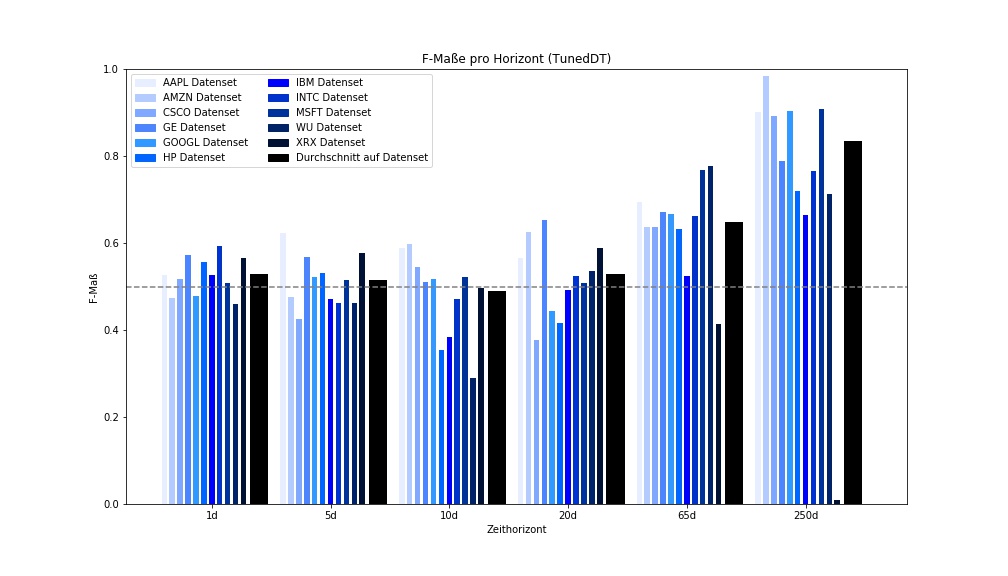 F-Maße pro Horizont (TunedDT)
1.0
0.8
0.6
0.4
0.2
0.0
F-Maß
AAPL Datenset
AMZN Datenset
CSCO Datenset
GE Datenset
GOOGL Datenset
HP Datenset
IBM Datenset
INTC Datenset
MSFT Datenset
WU Datenset
XRX Datenset
Durchschnitt auf Datenset
1d 5d 10d 20d 65d 250d
Zeithorizont